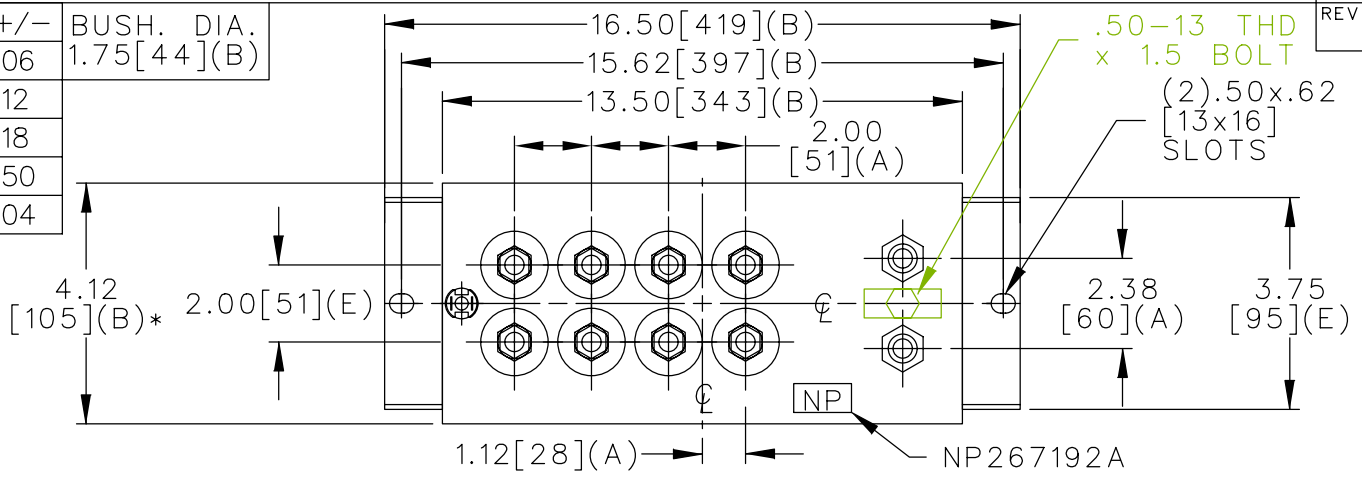 +/-
06
12
18
50
04
BUSH. DIA.
1.75[44](B)
16.50[419](B)
15.62[397](B)
13.50[343](B)
2.00
[51](A)
.50-13 THD
x 1.5 BOLT
REV
(2).50x.62
[13x16]
SLOTS
4.12
[105](B)*
2.00[51](E)
℄
2.38
[60](A)
3.75
[95](E)
℄
NP
1.12[28](A)
NP267192A